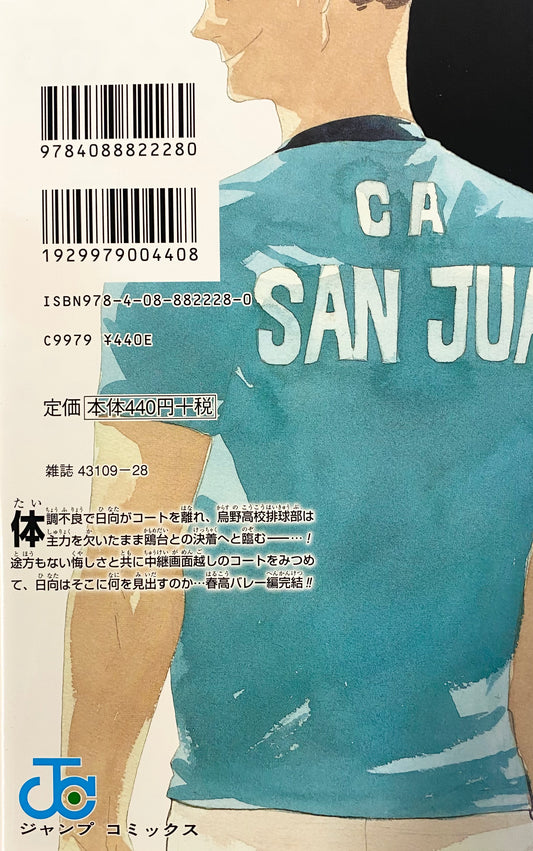 9784088822280
1929979004408
ISBN978-4-08-882228-0
C9979 ¥440E
定価 本体440円+税
雑誌 43109-28
CA
SAN JUA
体調不良で日向がコートを離れ、烏野高校排球部は
主力を欠いたまま鴎台との決着へと臨む――…!
途方もない悔しさと共に中継画面越しのコートをみつめ
て、日向はそこに何を見出すのか…春高バレー編完結!!
ジャンプ コミックス